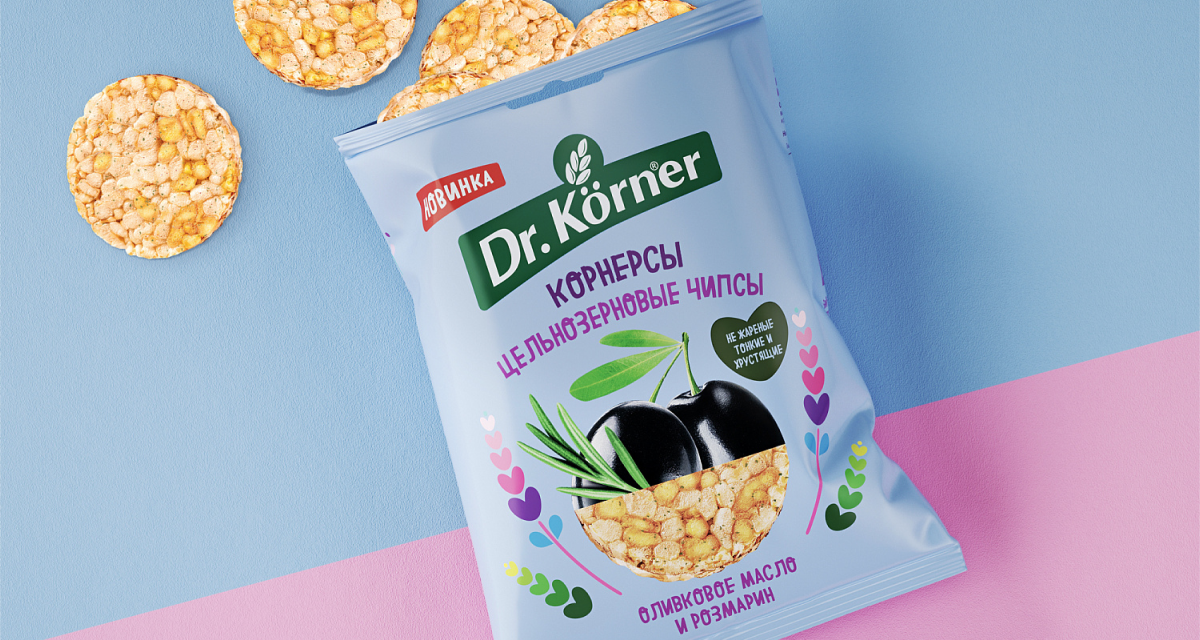 НОВИНКА
Dr. Körner®
КОРНЕРСЫ
ЦЕЛЬНОЗЕРНОВЫЕ ЧИПСЫ
НЕ ЖАРЕНЫЕ
ТОНКИЕ И
ХРУСТЯЩИЕ
ОЛИВКОВОЕ МАСЛО
И РОЗМАРИН